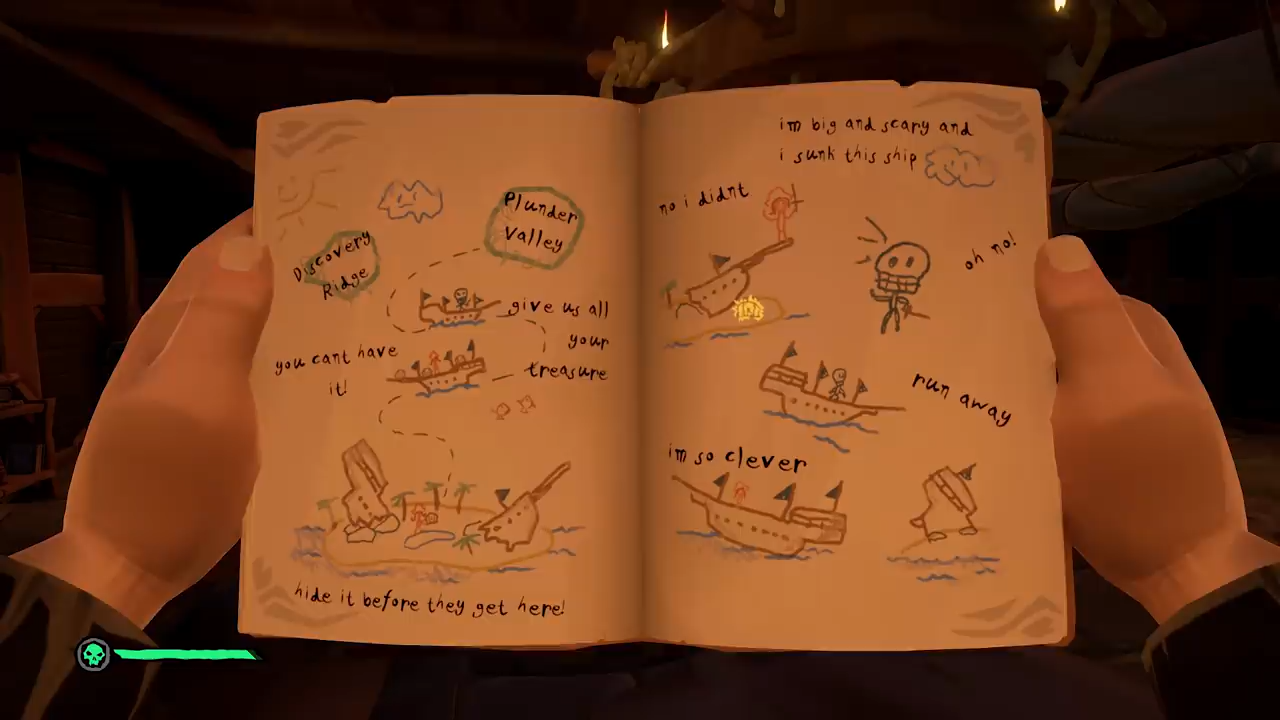 Plunder
Valley
Discovery
Ridge
give us all
your
treasure
you cant have
it!
hide it before they get here!
im big and scary and
i sunk this ship
no i didnt
oh no!
run away
im so clever